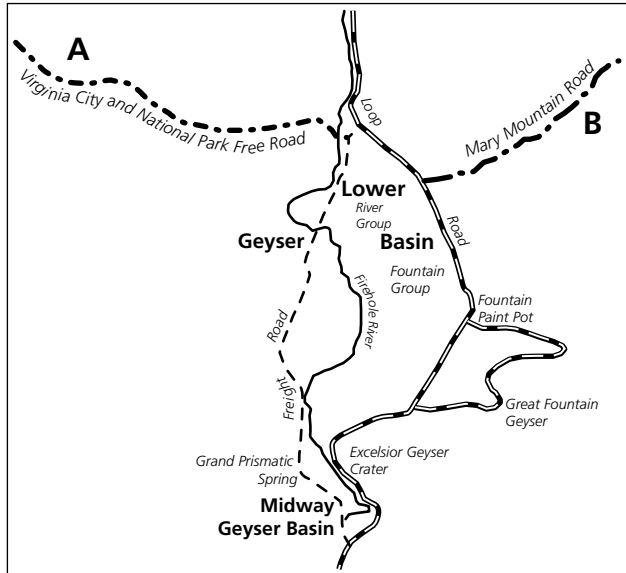 A
Virginia City and National Park Free Road
Loop
Mary Mountain Road
B
Lower
River
Group
Geyser
Basin
Road
Fountain
Group
Firehole River
Fountain
Paint Pot
Road
Freight
Great Fountain
Geyser
Grand Prismatic
Spring
Excelsior Geyser
Crater
Midway
Geyser Basin